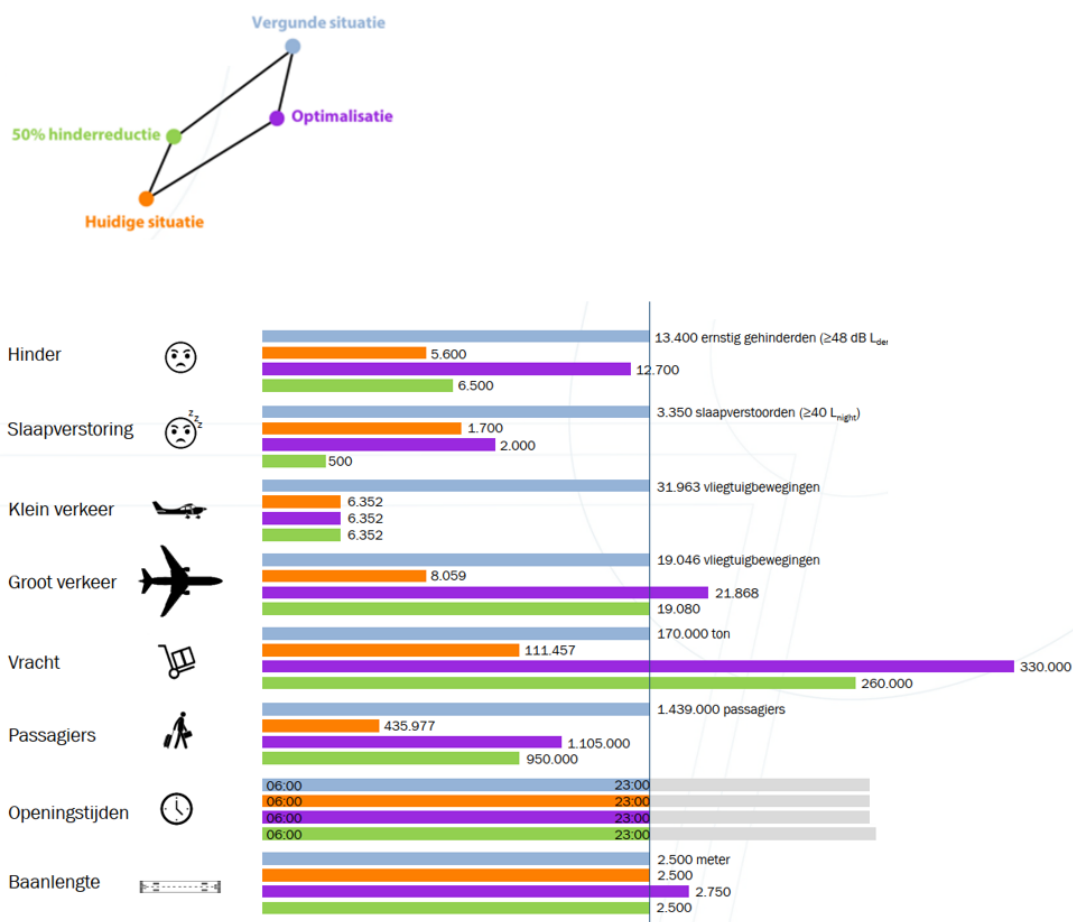 Vergunde situatie
Optimalisatie
50% hinderreductie
Huidige situatie
Hinder
13.400 ernstig gehinderden (≥48 dB Lder
5.600
12.700
6.500
Slaapverstoring
zzz
3.350 slaapverstoorden (≥40 Lnight)
1.700
2.000
500
Klein verkeer
31.963 vliegtuigbewegingen
6.352
6.352
6.352
Groot verkeer
19.046 vliegtuigbewegingen
8.059
21.868
19.080
Vracht
170.000 ton
111.457
330.000
260.000
Passagiers
1.439.000 passagiers
435.977
1.105.000
950.000
Openingstijden
06:00 23:00
06:00 23:00
06:00 23:00
06:00 23:00
Baanlengte
2.500 meter
2.500
2.750
2.500